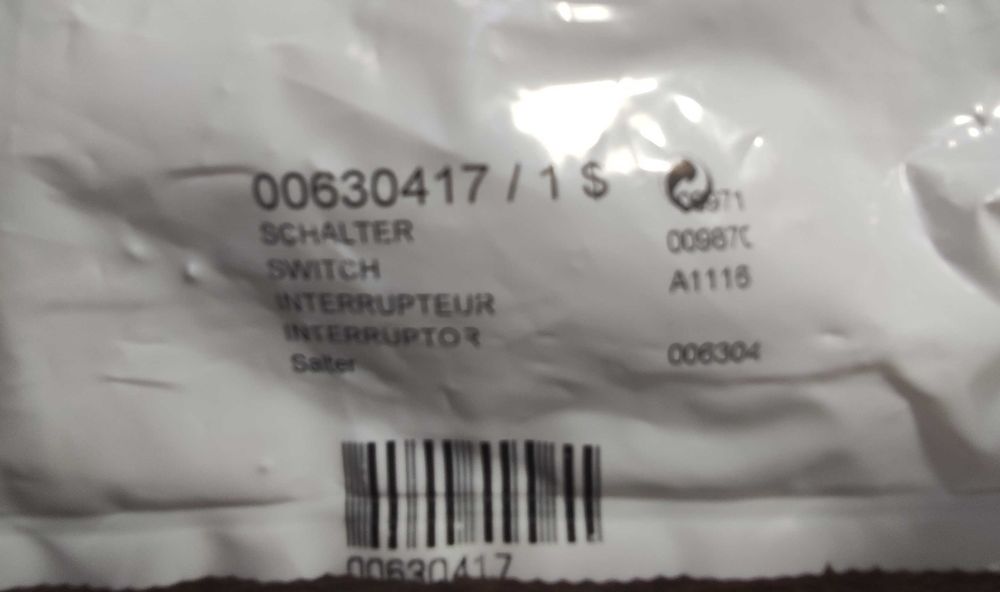 00630417 / 1 $
SCHALTER
SWITCH
INTERRUPTEUR
INTERRUPTOR
Salter
00987C
A1116
006304
00630417